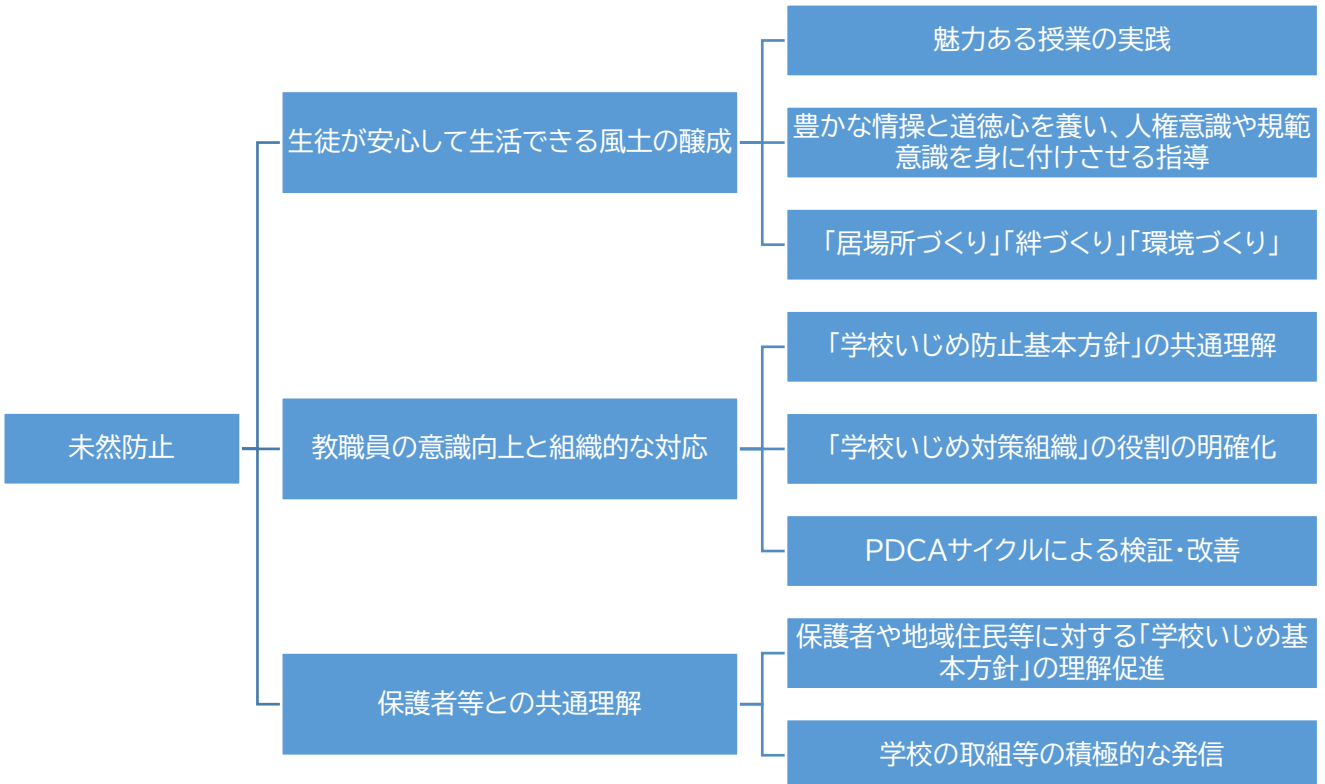 未然防止
生徒が安心して生活できる風土の醸成
魅力ある授業の実践
豊かな情操と道徳心を養い、人権意識や規範
意識を身に付けさせる指導
「居場所づくり」「絆づくり」「環境づくり」
教職員の意識向上と組織的な対応
「学校いじめ防止基本方針」の共通理解
「学校いじめ対策組織」の役割の明確化
PDCAサイクルによる検証・改善
保護者等との共通理解
保護者や地域住民等に対する「学校いじめ基
本方針」の理解促進
学校の取組等の積極的な発信